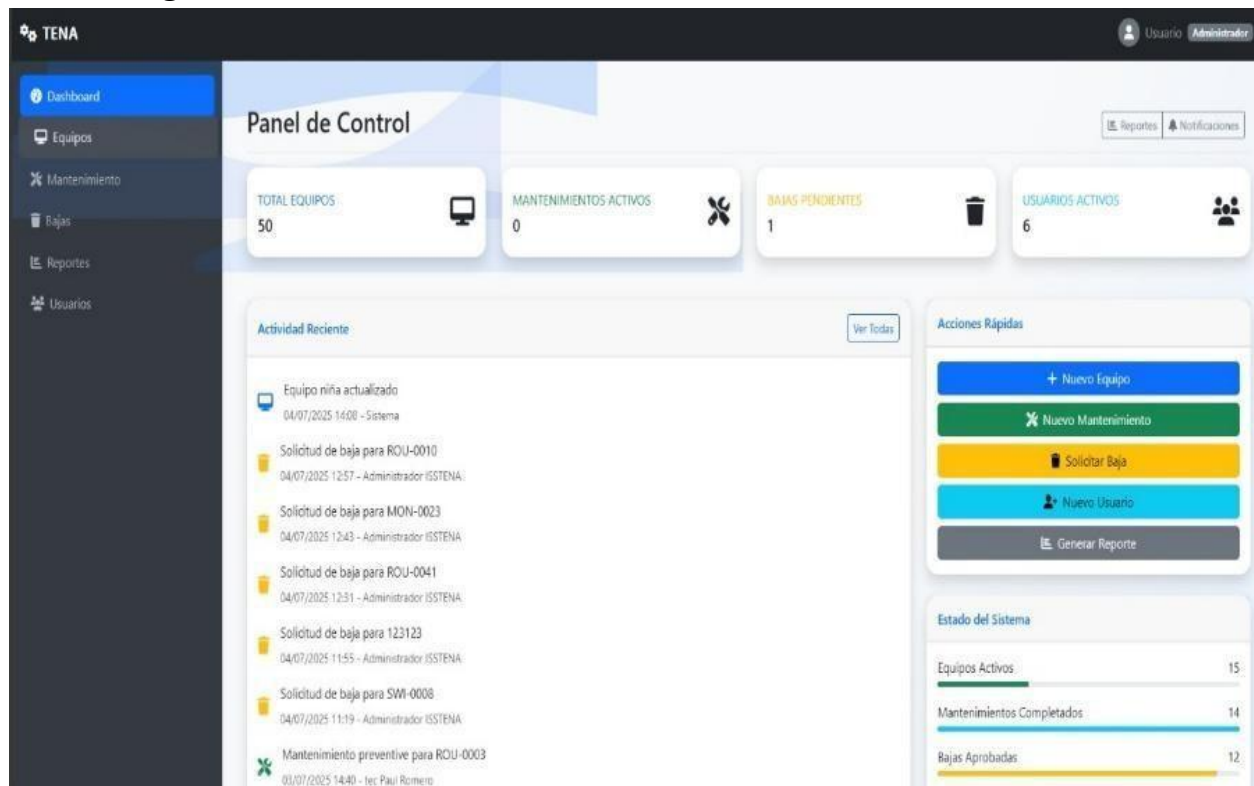 TENA
Usuario Administrador
Dashboard
Equipos
Mantenimiento
Bajas
Reportes
Usuarios
Panel de Control
Reportes Notificaciones
TOTAL EQUIPOS
50
MANTENIMIENTOS ACTIVOS
0
BAJAS PENDIENTES
1
USUARIOS ACTIVOS
6
Actividad Reciente
Ver Todas
Equipo niña actualizado
04/07/2025 14:08 - Sistema
Solicitud de baja para ROU-0010
04/07/2025 12:57 - Administrador ISSTENA
Solicitud de baja para MON-0023
04/07/2025 12:43 - Administrador ISSTENA
Solicitud de baja para ROU-0041
04/07/2025 12:31 - Administrador ISSTENA
Solicitud de baja para 123123
04/07/2025 11:55 - Administrador ISSTENA
Solicitud de baja para SWI-0008
04/07/2025 11:19 - Administrador ISSTENA
Mantenimiento preventive para ROU-0003
03/07/2025 14:40 - tec Paul Romero
Acciones Rápidas
+ Nuevo Equipo
Nuevo Mantenimiento
Solicitar Baja
Nuevo Usuario
Generar Reporte
Estado del Sistema
Equipos Activos 15
Mantenimientos Completados 14
Bajas Aprobadas 12